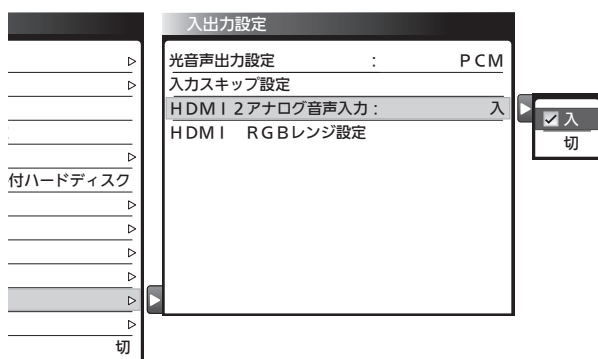 付ハードディスク
切
入出力設定
光音声出力設定 : PCM
入力スキップ設定
HDMI2アナログ音声入力: 入
HDMI RGBレンジ設定
入
切